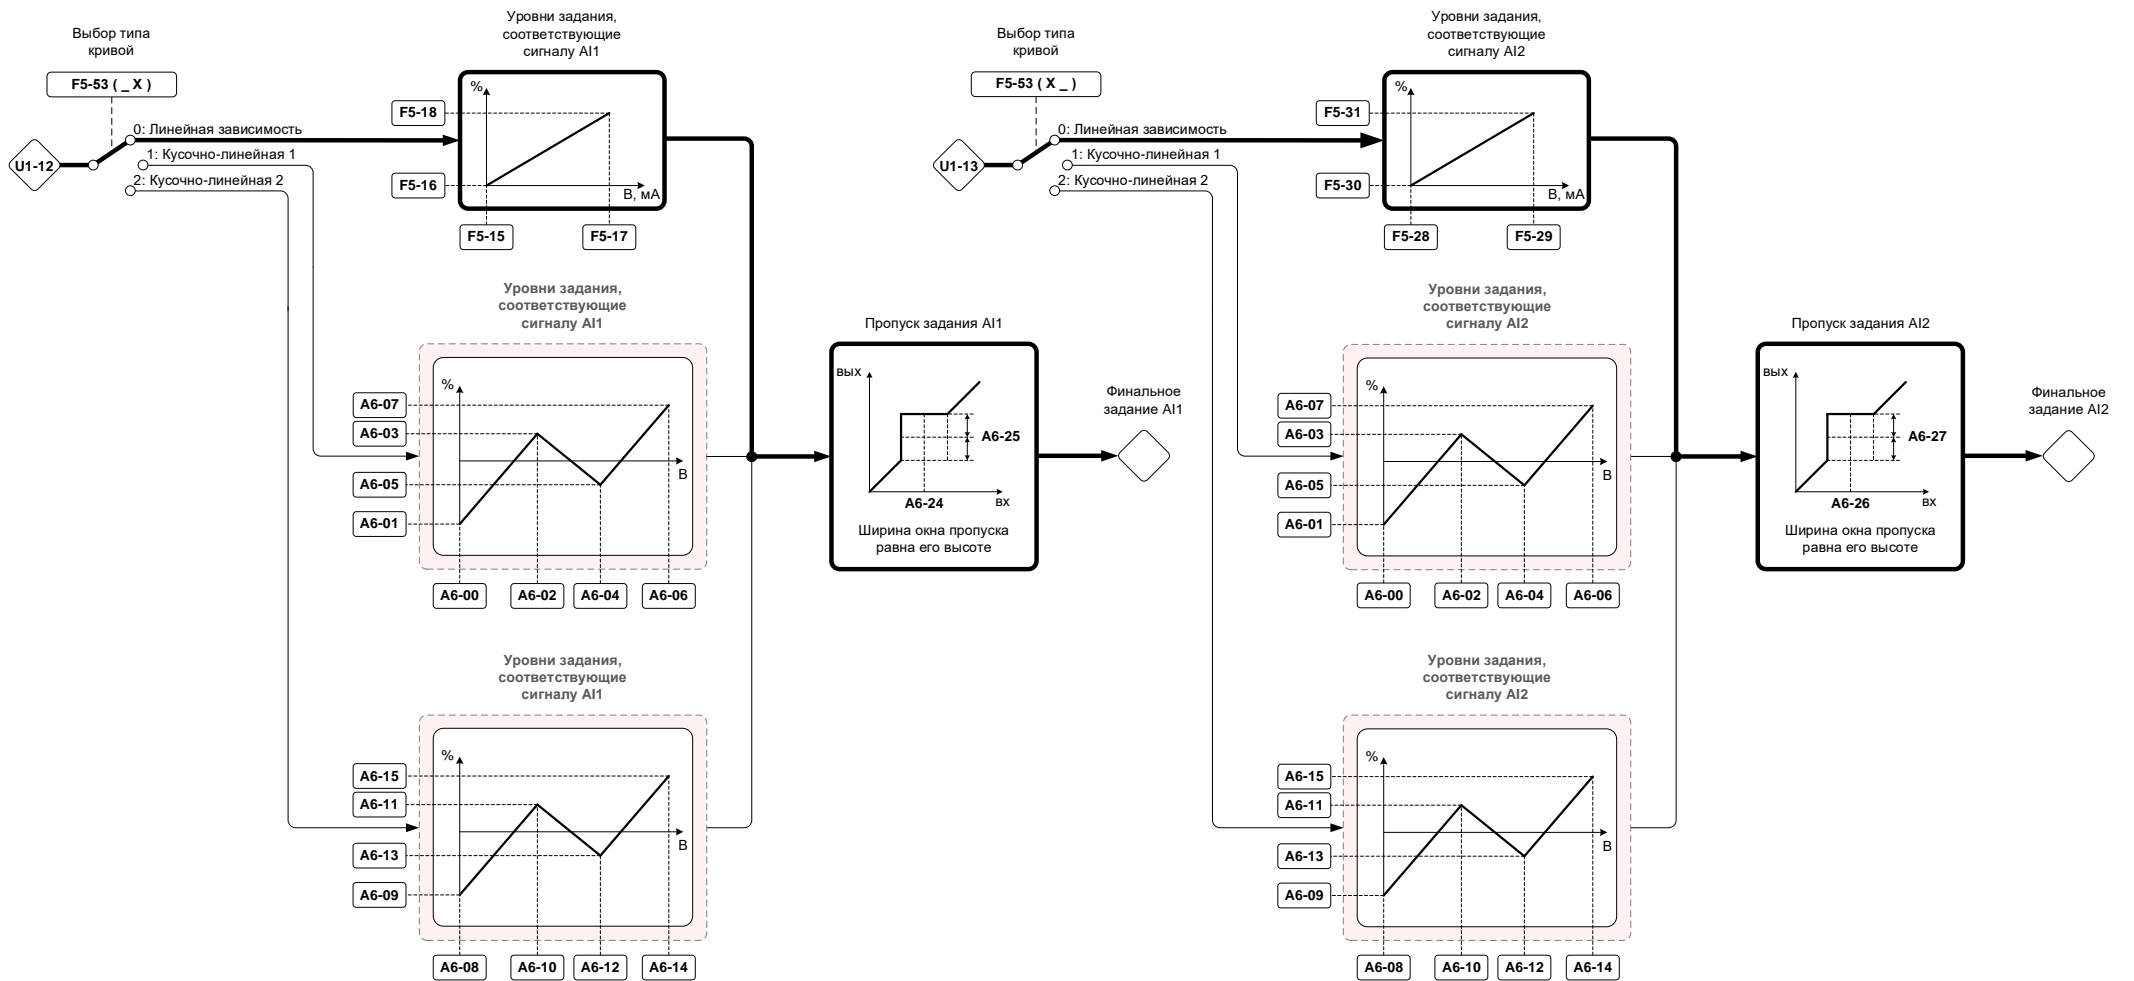 Выбор типа
кривой
F5-53 ( _ X )
U1-12
0: Линейная зависимость
1: Кусочно-линейная 1
2: Кусочно-линейная 2
Уровни задания,
соответствующие
сигналу AI1
%
F5-18
F5-16
В, мА
F5-15
F5-17
Уровни задания,
соответствующие
сигналу AI1
%
A6-07
A6-03
A6-05
A6-01
В
A6-00
A6-02
A6-04
A6-06
Уровни задания,
соответствующие
сигналу AI1
%
A6-15
A6-11
A6-13
A6-09
В
A6-08
A6-10
A6-12
A6-14
Пропуск задания AI1
вых
A6-25
A6-24
вх
Ширина окна пропуска
равна его высоте
Финальное
задание AI1
Выбор типа
кривой
F5-53 ( X _ )
U1-13
0: Линейная зависимость
1: Кусочно-линейная 1
2: Кусочно-линейная 2
Уровни задания,
соответствующие
сигналу AI2
%
F5-31
F5-30
В, мА
F5-28
F5-29
Уровни задания,
соответствующие
сигналу AI2
%
A6-07
A6-03
A6-05
A6-01
В
A6-00
A6-02
A6-04
A6-06
Уровни задания,
соответствующие
сигналу AI2
%
A6-15
A6-11
A6-13
A6-09
В
A6-08
A6-10
A6-12
A6-14
Пропуск задания AI2
вых
A6-27
A6-26
вх
Ширина окна пропуска
равна его высоте
Финальное
задание AI2